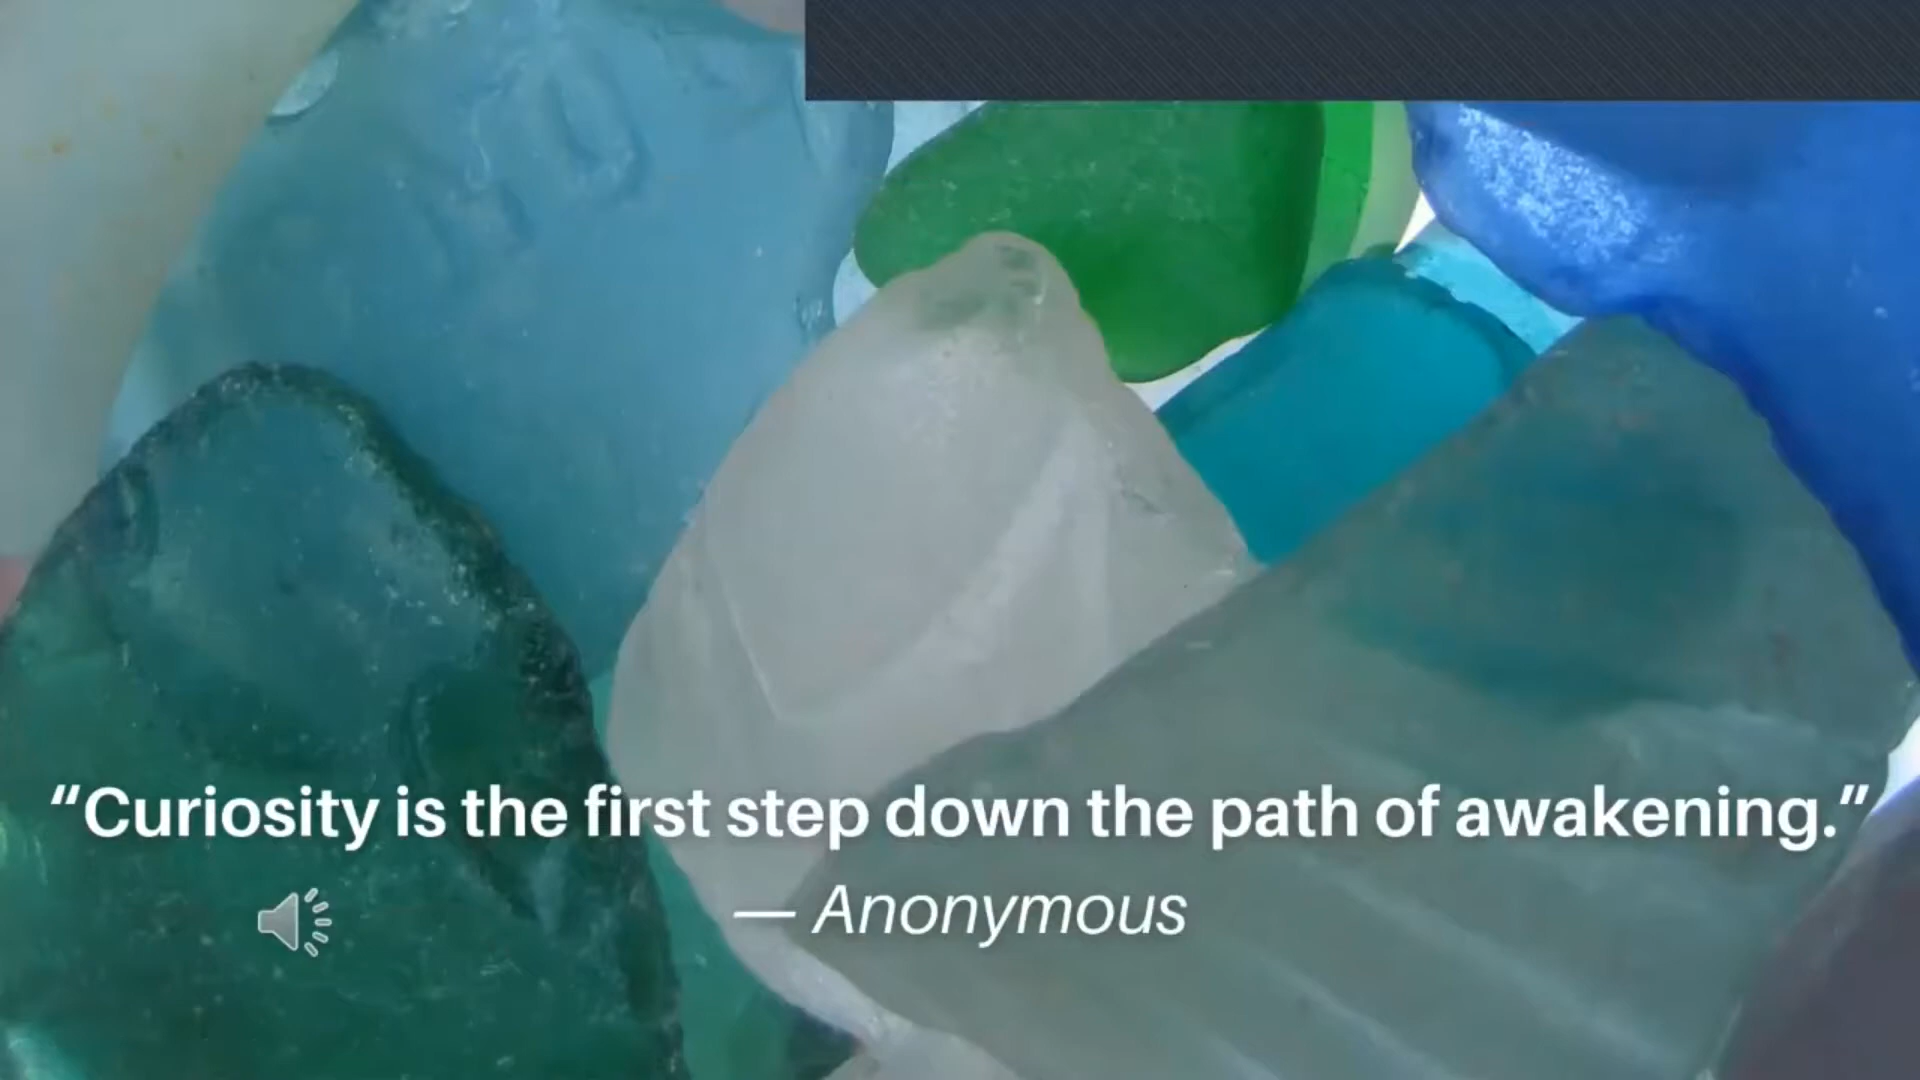 “Curiosity is the first step down the path of awakening.”
— Anonymous